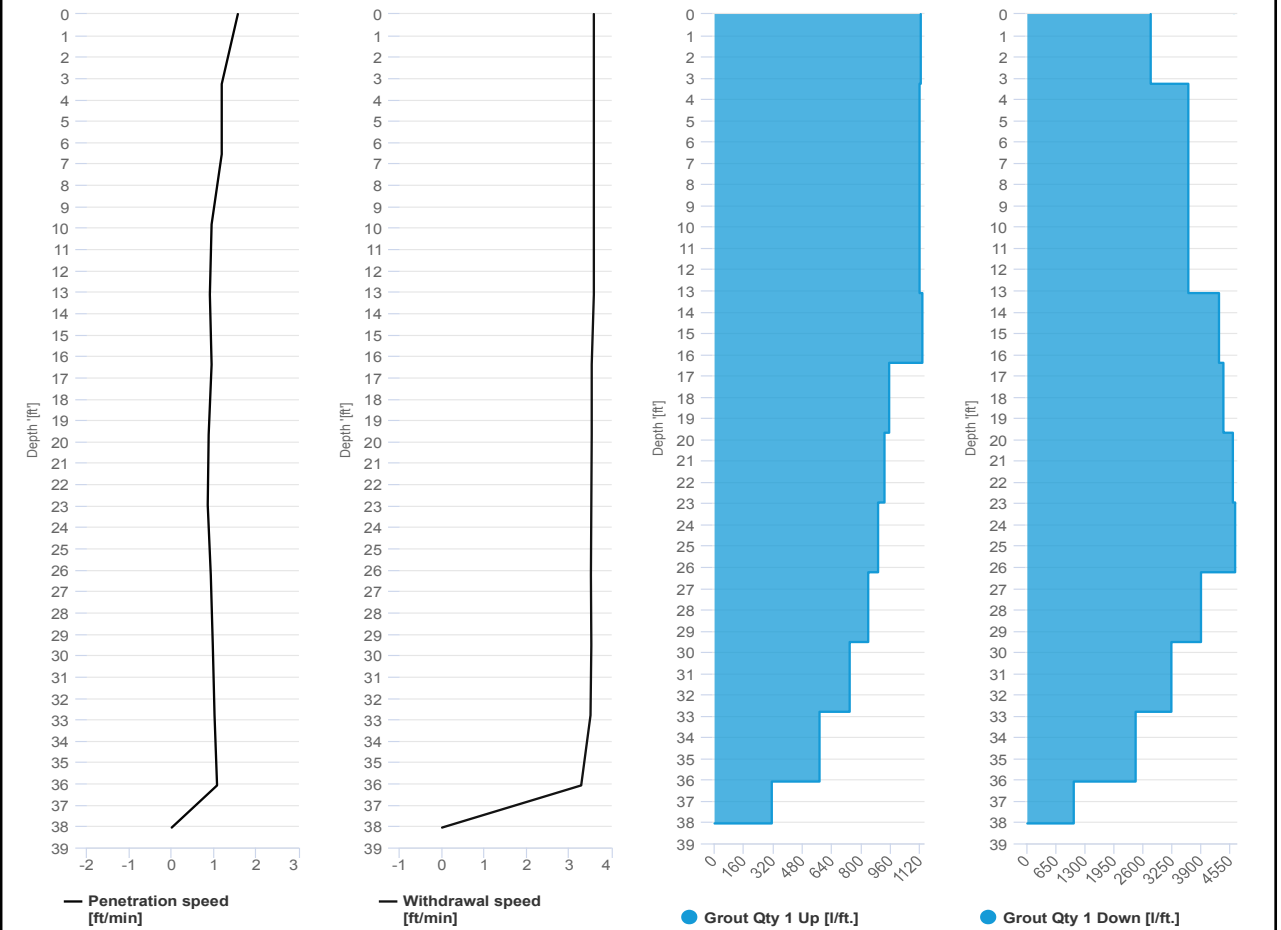 0 0 0 0
1 1 1 1
2 2 2 2
3 3 3 3
4 4 4 4
5 5 5 5
6 6 6 6
7 7 7 7
8 8 8 8
9 9 9 9
10 10 10 10
11 11 11 11
12 12 12 12
13 13 13 13
14 14 14 14
15 15 15 15
16 16 16 16
17 17 17 17
18 18 18 18
19 19 19 19
20 20 20 20
21 21 21 21
22 22 22 22
23 23 23 23
24 24 24 24
25 25 25 25
26 26 26 26
27 27 27 27
28 28 28 28
29 29 29 29
30 30 30 30
31 31 31 31
32 32 32 32
33 33 33 33
34 34 34 34
35 35 35 35
36 36 36 36
37 37 37 37
38 38 38 38
39 39 39 39
Depth '[ft'] Depth '[ft'] Depth '[ft'] Depth '[ft']
-2 -1 0 1 2 3 -1 0 1 2 3 4 0 160 320 480 640 800 960 1120 0 650 1300 1950 2600 3250 3900 4550
Penetration speed Withdrawal speed
[ft/min] [ft/min] Grout Qty 1 Up [l/ft.] Grout Qty 1 Down [l/ft.]